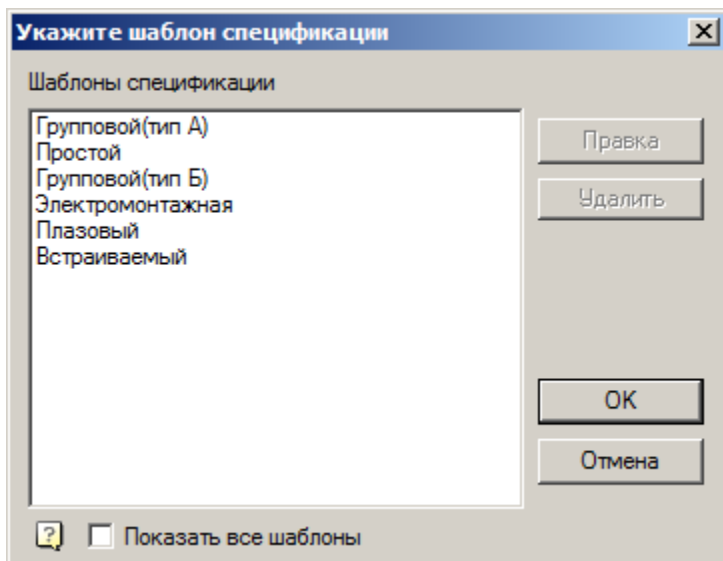 Укажите шаблон спецификации
Шаблоны спецификации
Групповой(тип А)
Простой
Групповой(тип Б)
Электромонтажная
Плазовый
Встраиваемый
Правка
Удалить
OK
Отмена
Показать все шаблоны